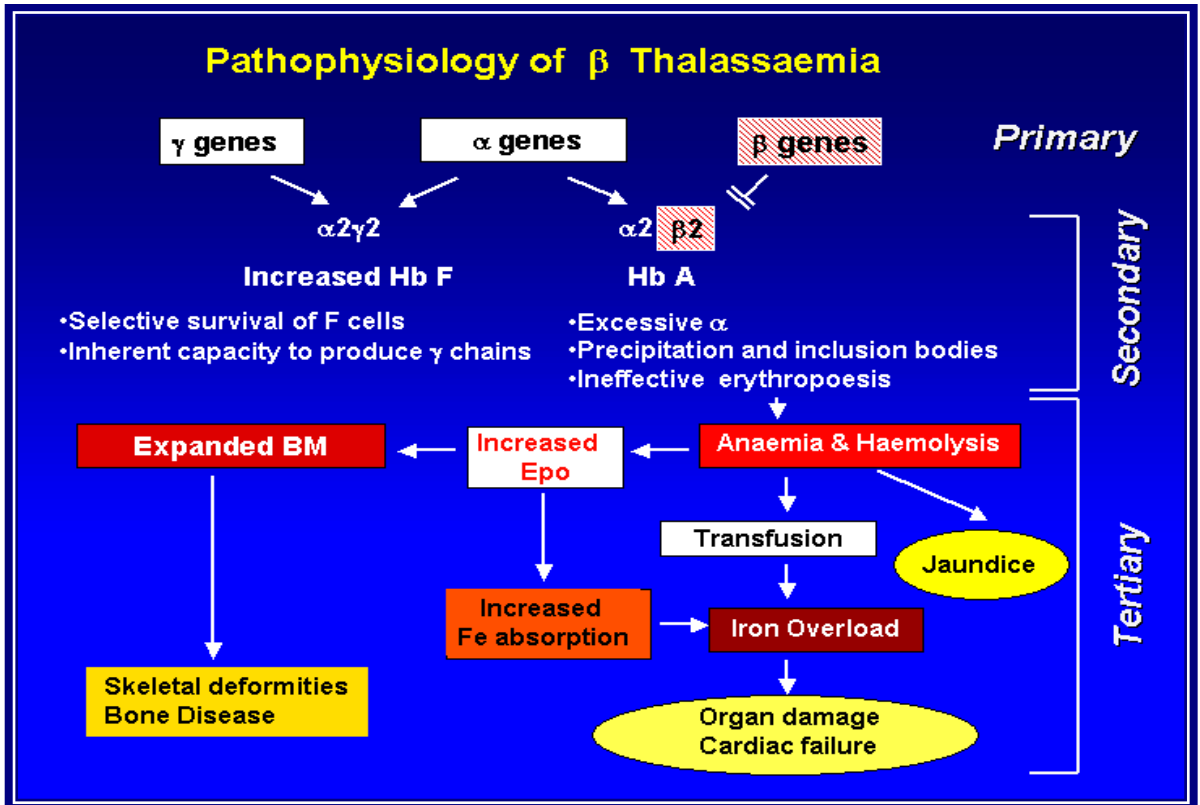 Pathophysiology of β Thalassaemia
γ genes
α genes
β genes
Primary
α2γ2
α2 β2
Increased Hb F
Hb A
•Selective survival of F cells
•Inherent capacity to produce γ chains
•Excessive α
•Precipitation and inclusion bodies
•Ineffective erythropoesis
Secondary
Expanded BM
Increased
Epo
Anaemia & Haemolysis
Transfusion
Jaundice
Increased
Fe absorption
Iron Overload
Tertiary
Skeletal deformities
Bone Disease
Organ damage
Cardiac failure